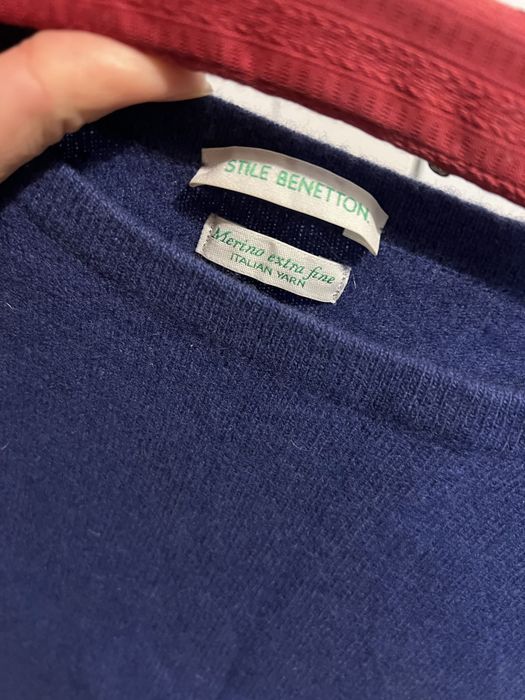 STILE BENETTON.
Merino extra fine
ITALIAN YARN